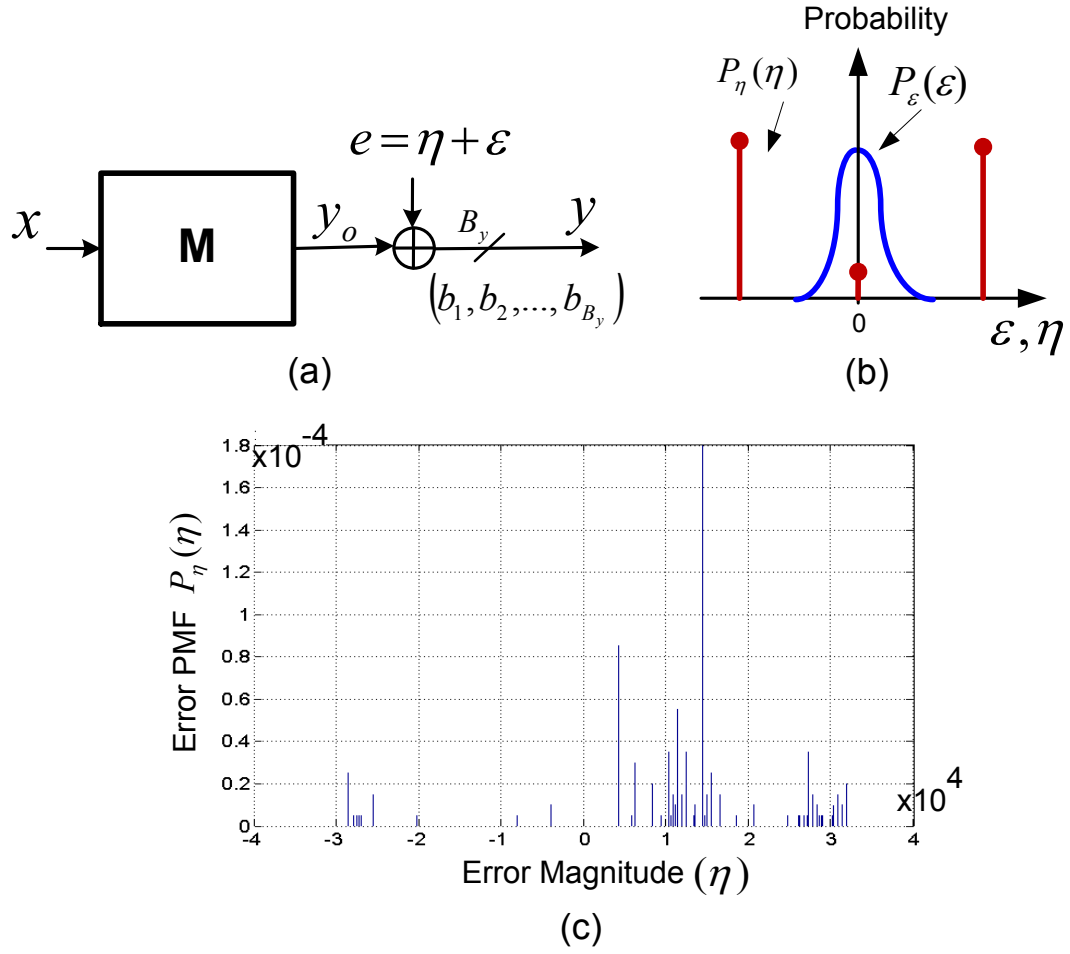 Probability
P_η(η)
P_ε(ε)
e = η + ε
x
M
y_o
B_y
y
(b_1, b_2, ..., b_{B_y})
0
ε, η
(a)
(b)
x10^-4
1.8
1.6
1.4
1.2
1
0.8
0.6
0.4
0.2
0
Error PMF P_η(η)
x10^4
-4 -3 -2 -1 0 1 2 3 4
Error Magnitude (η)
(c)